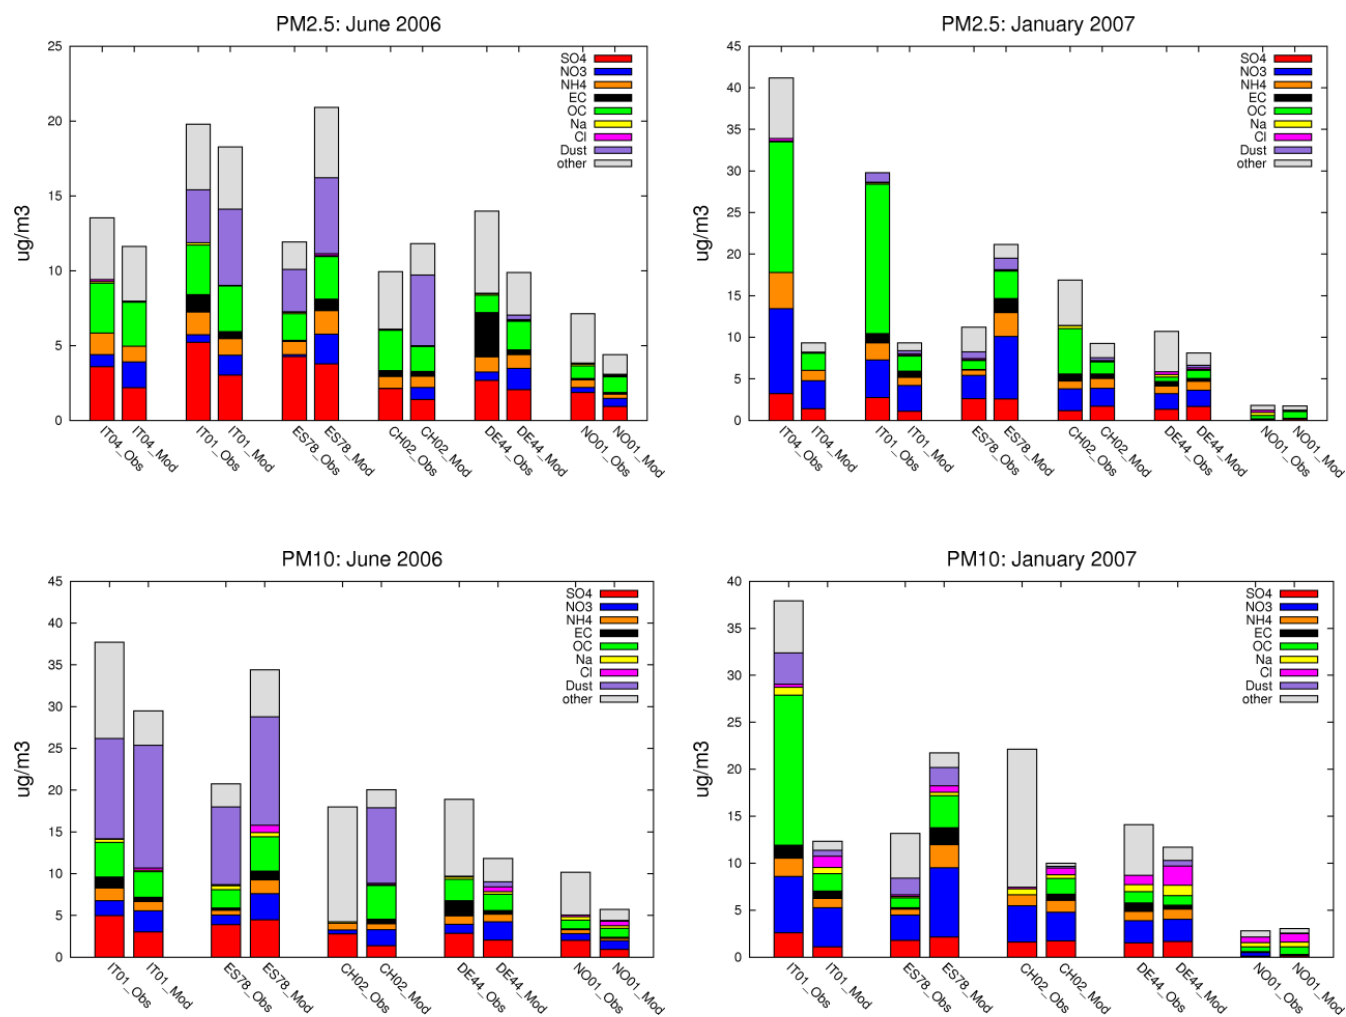 PM2.5: June 2006
25
20
15
10
5
0
ug/m3
SO4
NO3
NH4
EC
OC
Na
Cl
Dust
other
IT04_Obs
IT04_Mod
IT01_Obs
IT01_Mod
ES78_Obs
ES78_Mod
CH02_Obs
CH02_Mod
DE44_Obs
DE44_Mod
NO01_Obs
NO01_Mod
PM2.5: January 2007
45
40
35
30
25
20
15
10
5
0
ug/m3
SO4
NO3
NH4
EC
OC
Na
Cl
Dust
other
IT04_Obs
IT04_Mod
IT01_Obs
IT01_Mod
ES78_Obs
ES78_Mod
CH02_Obs
CH02_Mod
DE44_Obs
DE44_Mod
NO01_Obs
NO01_Mod
PM10: June 2006
45
40
35
30
25
20
15
10
5
0
ug/m3
SO4
NO3
NH4
EC
OC
Na
Cl
Dust
other
IT01_Obs
IT01_Mod
ES78_Obs
ES78_Mod
CH02_Obs
CH02_Mod
DE44_Obs
DE44_Mod
NO01_Obs
NO01_Mod
PM10: January 2007
40
35
30
25
20
15
10
5
0
ug/m3
SO4
NO3
NH4
EC
OC
Na
Cl
Dust
other
IT01_Obs
IT01_Mod
ES78_Obs
ES78_Mod
CH02_Obs
CH02_Mod
DE44_Obs
DE44_Mod
NO01_Obs
NO01_Mod